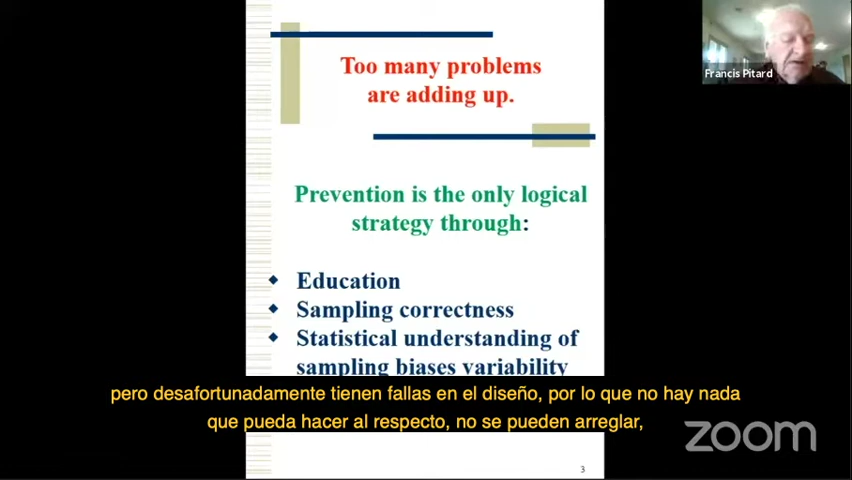 Too many problems
are adding up.
Francis Pitard
Prevention is the only logical
strategy through:
◆ Education
◆ Sampling correctness
◆ Statistical understanding of
sampling biases variability
pero desafortunadamente tienen fallas en el diseño, por lo que no hay nada
que pueda hacer al respecto, no se pueden arreglar,
zoom
3